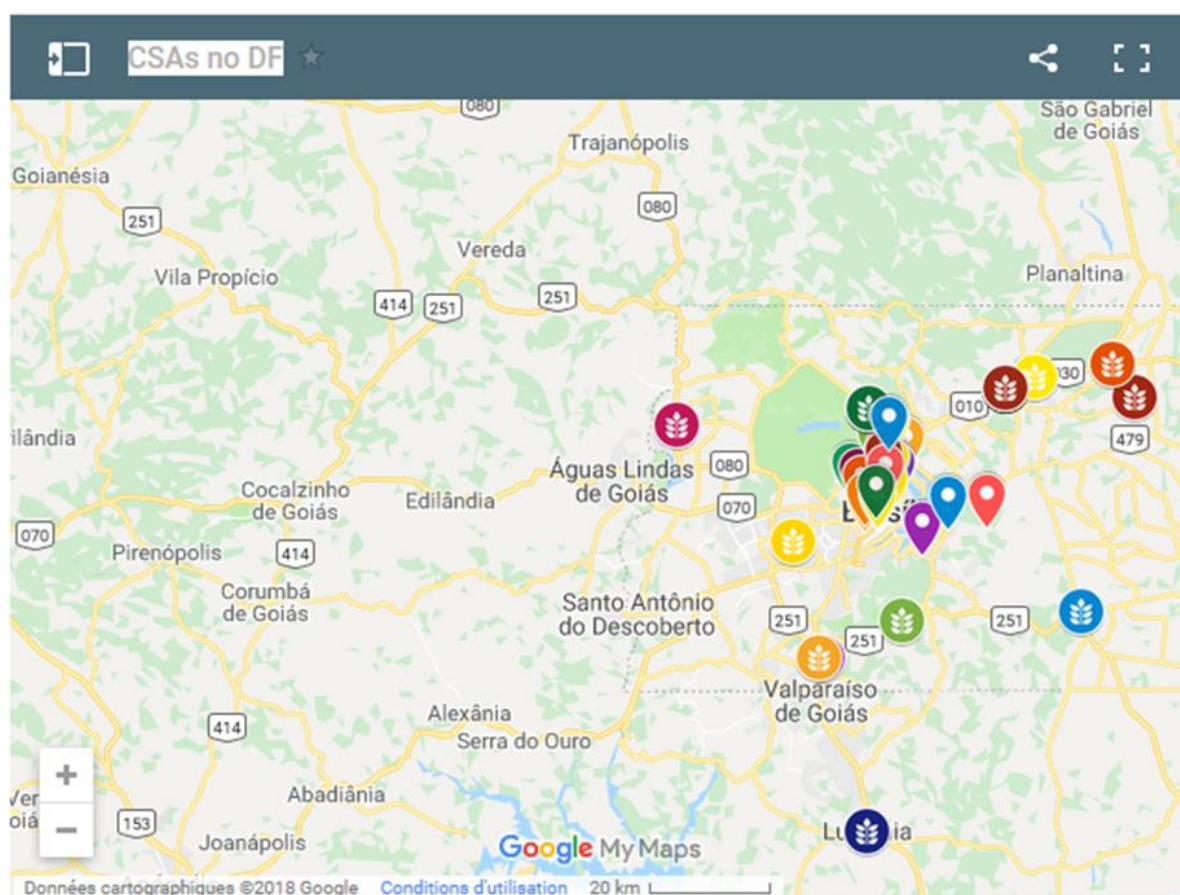 CSAs no DF
080
São Gabriel
de Goiás
Trajanópolis
Goianésia
080
251
Vereda
Planaltina
Vila Propício
251
414
251
030
010
479
ilândia
Águas Lindas
de Goiás
080
Cocalzinho
de Goiás
Edilândia
070
070
Pirenópolis
414
Corumbá
de Goiás
Santo Antônio
do Descoberto
251
251
251
Valparaíso
de Goiás
Alexânia
414
Serra do Ouro
Abadiânia
153
Joanápolis
Google My Maps
Données cartographiques ©2018 Google Conditions d'utilisation 20 km